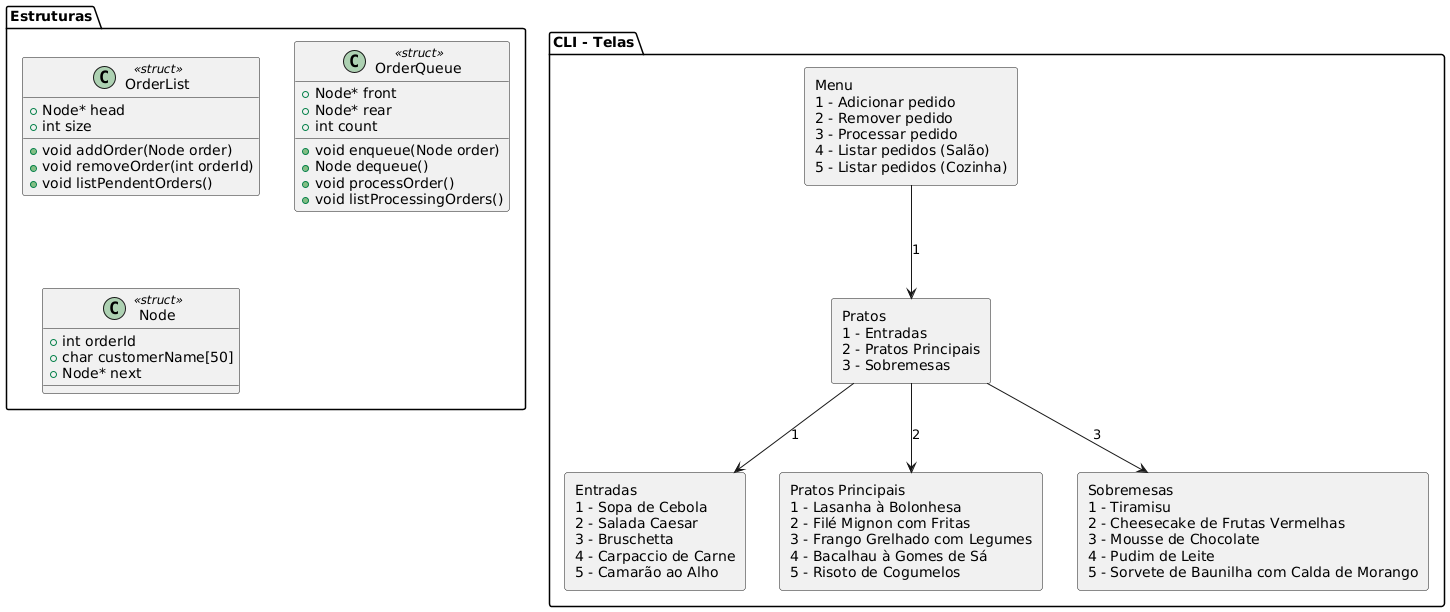 Estruturas
«struct»
OrderList
Node* head
int size
void addOrder(Node order)
void removeOrder(int orderId)
void listPendentOrders()
«struct»
OrderQueue
Node* front
Node* rear
int count
void enqueue(Node order)
Node dequeue()
void processOrder()
void listProcessingOrders()
«struct»
Node
int orderId
char customerName[50]
Node* next
CLI - Telas
Menu
1 - Adicionar pedido
2 - Remover pedido
3 - Processar pedido
4 - Listar pedidos (Salão)
5 - Listar pedidos (Cozinha)
1
Pratos
1 - Entradas
2 - Pratos Principais
3 - Sobremesas
1
2
3
Entradas
1 - Sopa de Cebola
2 - Salada Caesar
3 - Bruschetta
4 - Carpaccio de Carne
5 - Camarão ao Alho
Pratos Principais
1 - Lasanha à Bolonhesa
2 - Filé Mignon com Fritas
3 - Frango Grelhado com Legumes
4 - Bacalhau à Gomes de Sá
5 - Risoto de Cogumelos
Sobremesas
1 - Tiramisu
2 - Cheesecake de Frutas Vermelhas
3 - Mousse de Chocolate
4 - Pudim de Leite
5 - Sorvete de Baunilha com Calda de Morango